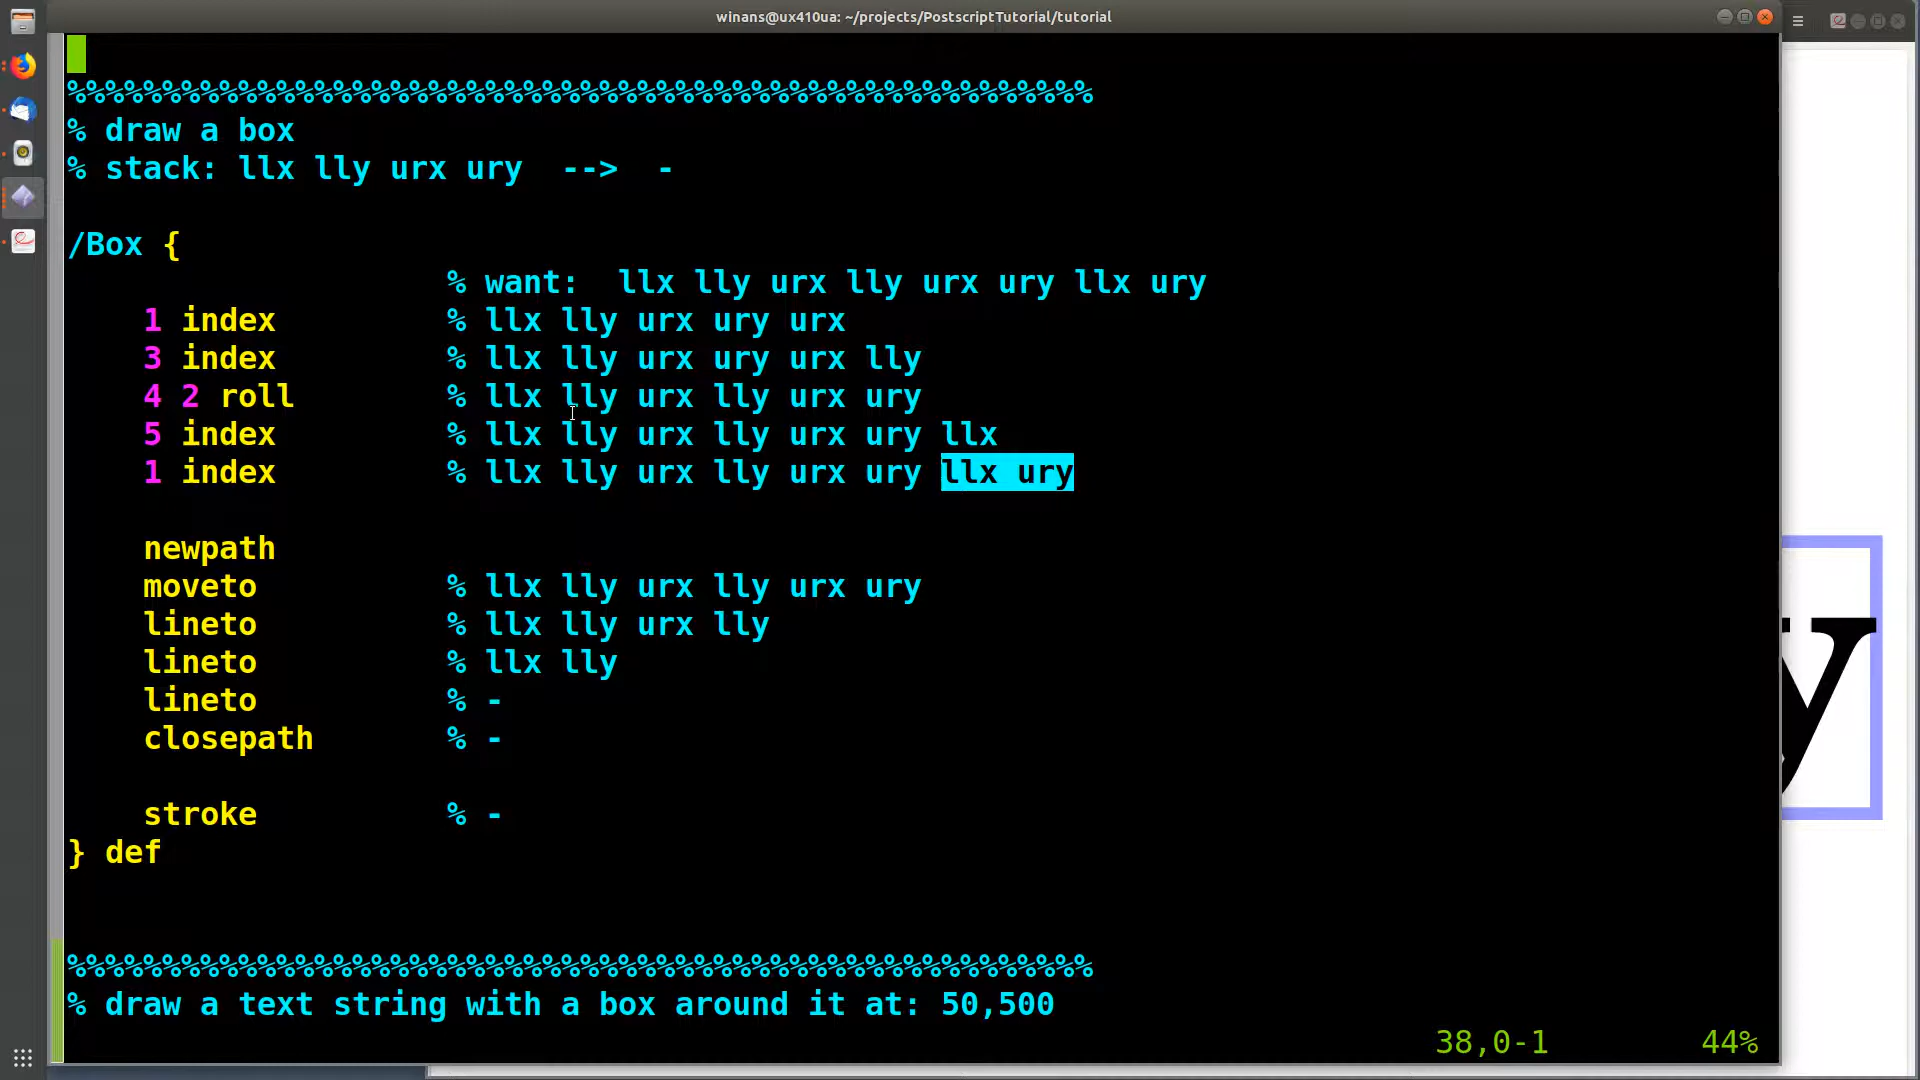 winans@ux410ua: ~/projects/PostscriptTutorial/tutorial
%%%%%%%%%%%%%%%%%%%%%%%%%%%%%%%%%%%%%%%%%%%%%%%%%%%%%%
% draw a box
% stack: llx lly urx ury  -->  -
/Box {
% want:  llx lly urx lly urx ury llx ury
1 index         % llx lly urx ury urx
3 index         % llx lly urx ury urx lly
4 2 roll        % llx lly urx lly urx ury
5 index         % llx lly urx lly urx ury llx
1 index         % llx lly urx lly urx ury llx ury
newpath
moveto          % llx lly urx lly urx ury
lineto          % llx lly urx lly
lineto          % llx lly
lineto          % -
closepath       % -
stroke          % -
} def
%%%%%%%%%%%%%%%%%%%%%%%%%%%%%%%%%%%%%%%%%%%%%%%%%%%%%%
% draw a text string with a box around it at: 50,500
38,0-1        44%
y